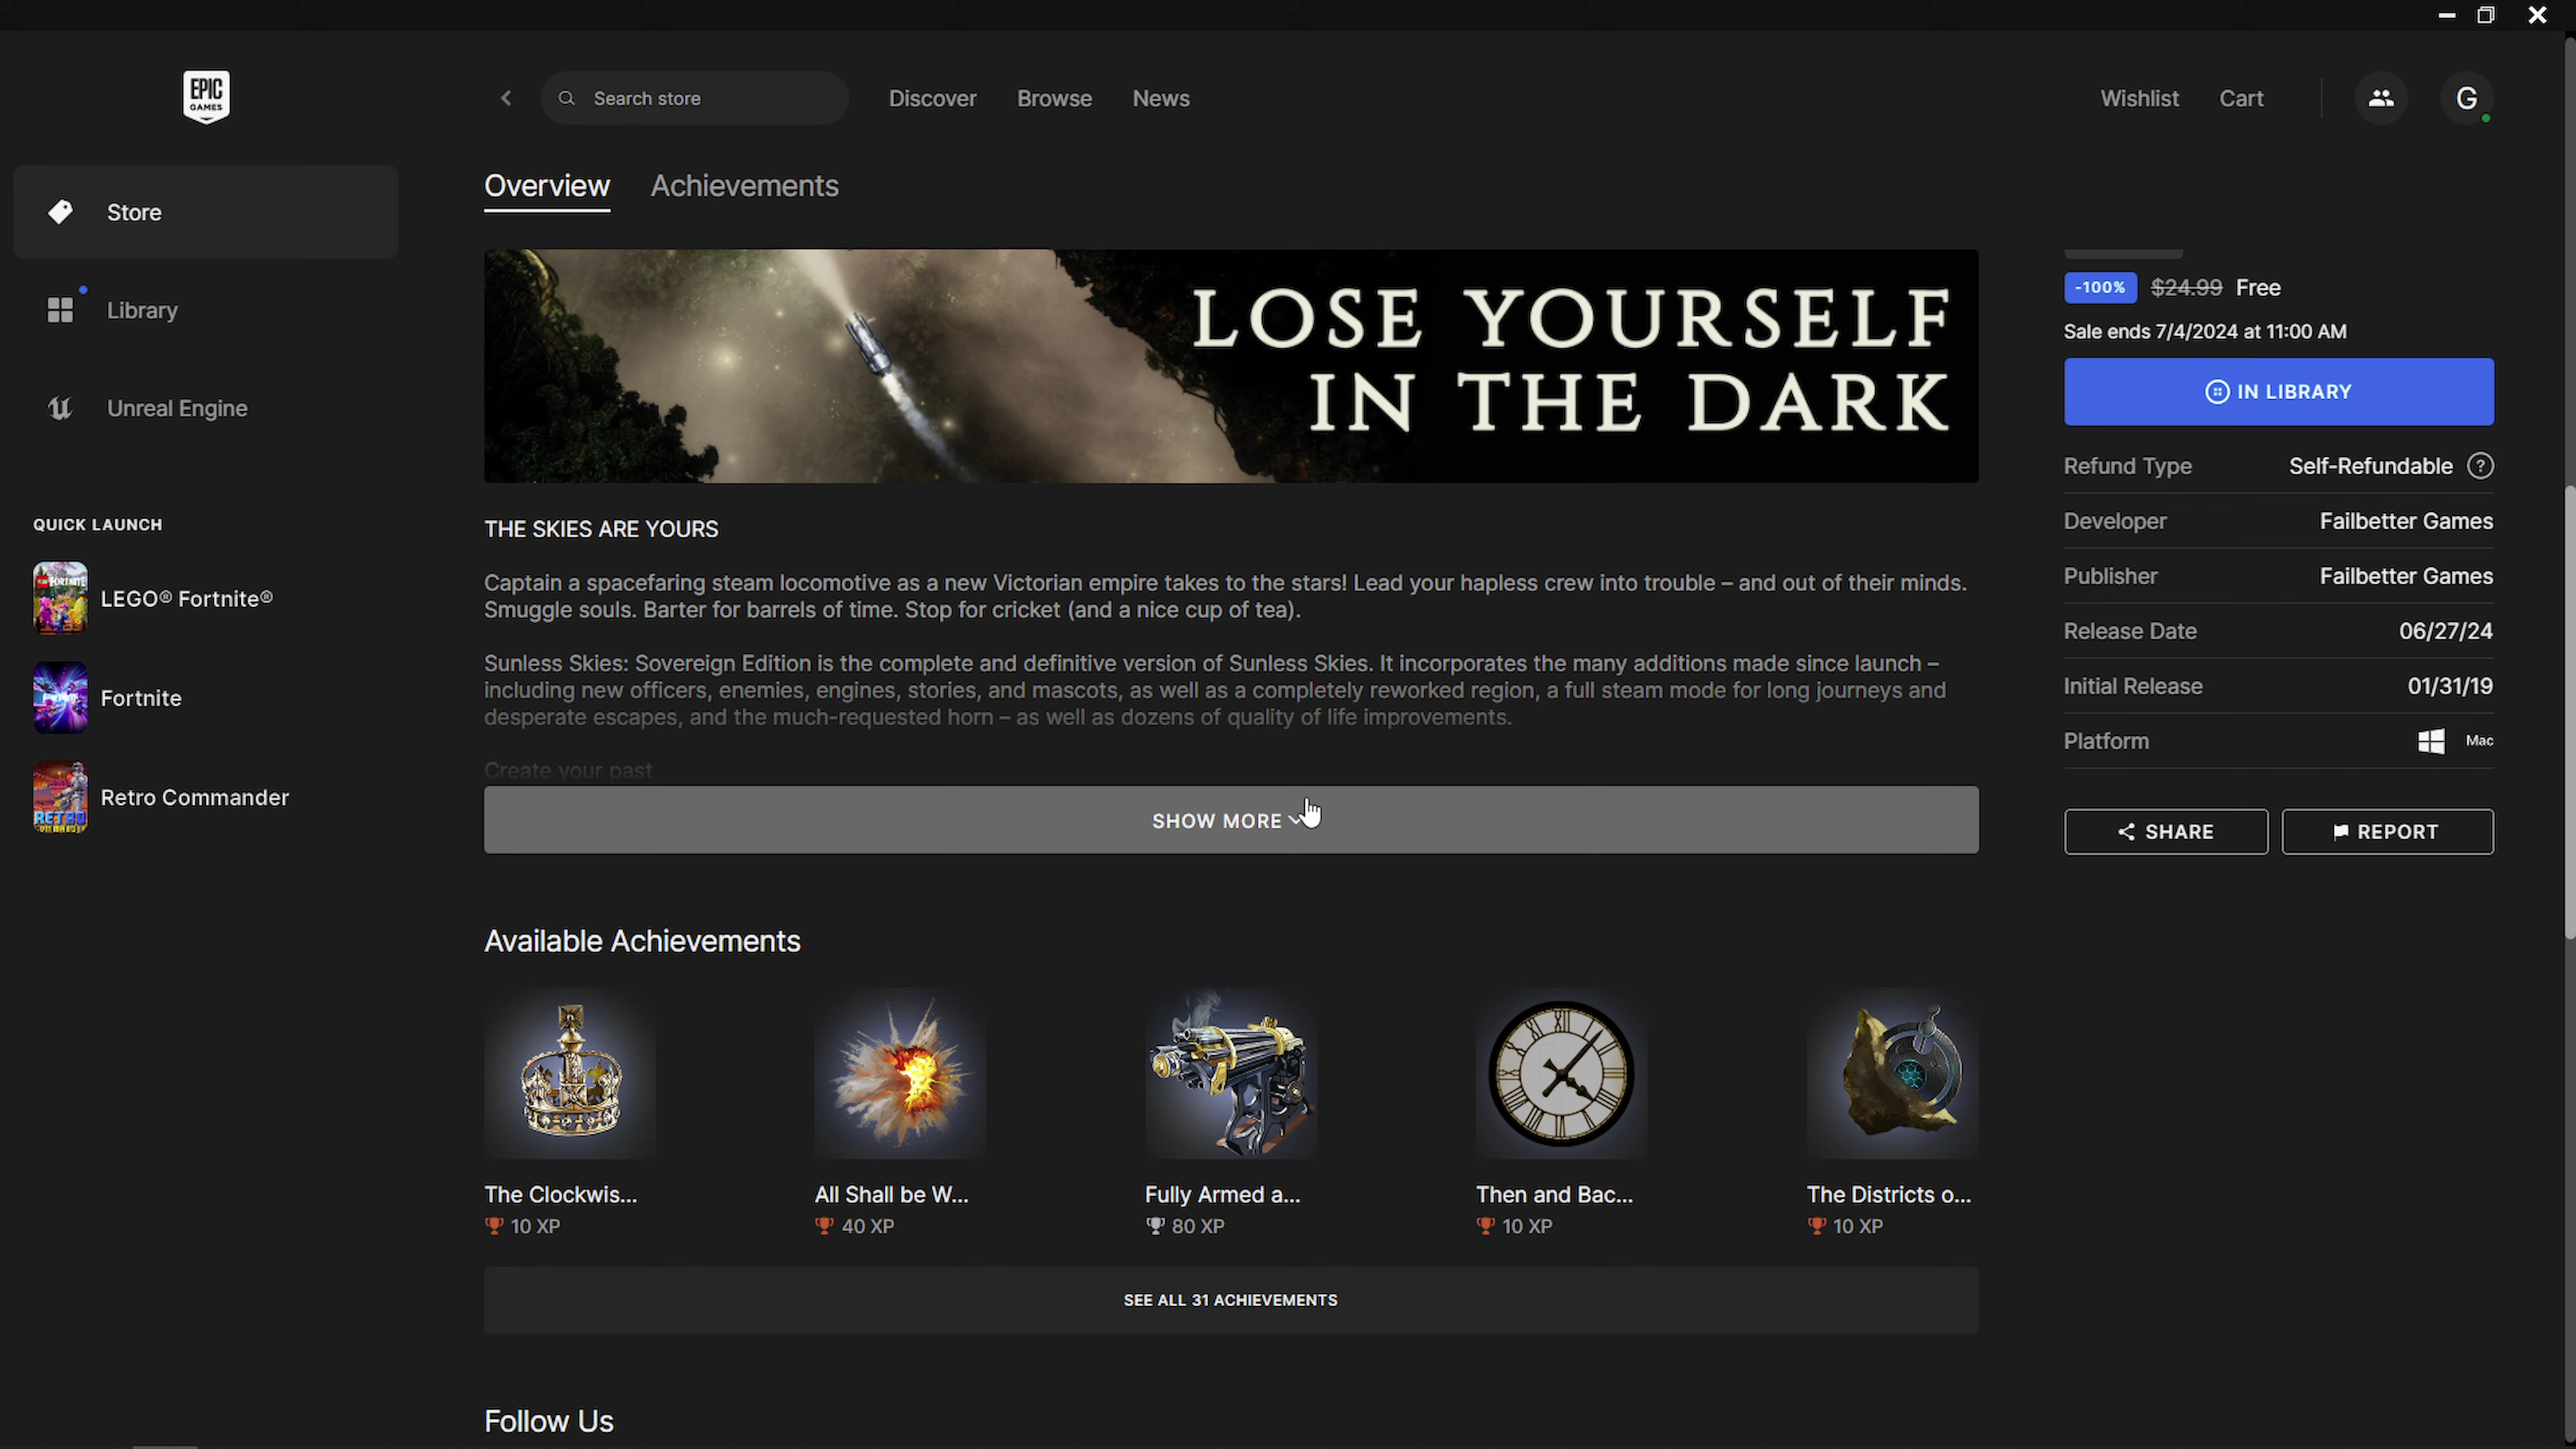 EPIC
GAMES
Search store
Discover
Browse
News
Wishlist
Cart
G
Store
Library
Unreal Engine
QUICK LAUNCH
LEGO® Fortnite®
Fortnite
Retro Commander
Overview
Achievements
LOSE YOURSELF
IN THE DARK
THE SKIES ARE YOURS
Captain a spacefaring steam locomotive as a new Victorian empire takes to the stars! Lead your hapless crew into trouble – and out of their minds.
Smuggle souls. Barter for barrels of time. Stop for cricket (and a nice cup of tea).
Sunless Skies: Sovereign Edition is the complete and definitive version of Sunless Skies. It incorporates the many additions made since launch –
including new officers, enemies, engines, stories, and mascots, as well as a completely reworked region, a full steam mode for long journeys and
desperate escapes, and the much-requested horn – as well as dozens of quality of life improvements.
Create your past
SHOW MORE
-100% $24.99 Free
Sale ends 7/4/2024 at 11:00 AM
IN LIBRARY
Refund Type Self-Refundable ?
Developer Failbetter Games
Publisher Failbetter Games
Release Date 06/27/24
Initial Release 01/31/19
Platform Mac
SHARE
REPORT
Available Achievements
The Clockwis...
10 XP
All Shall be W...
40 XP
Fully Armed a...
80 XP
Then and Bac...
10 XP
The Districts o...
10 XP
SEE ALL 31 ACHIEVEMENTS
Follow Us